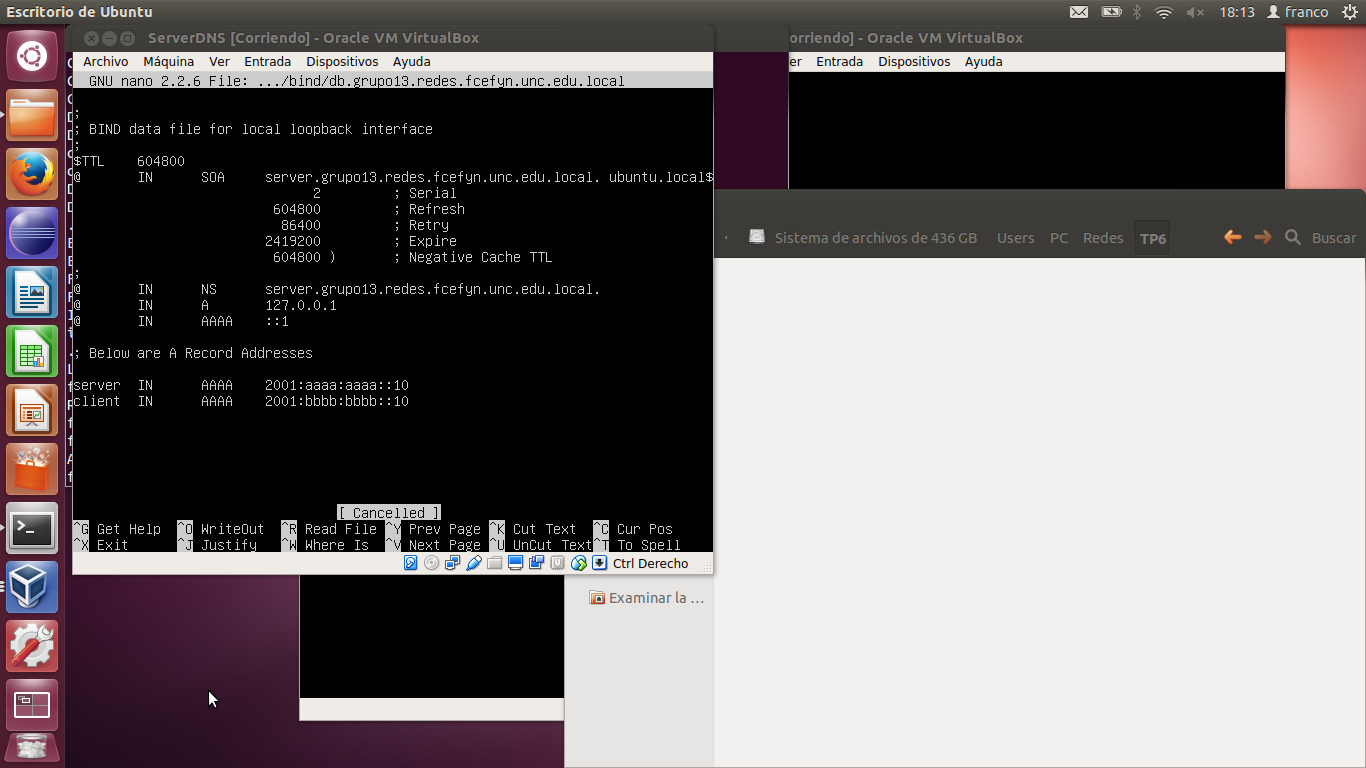 Escritorio de Ubuntu
18:13 franco
ServerDNS [Corriendo] - Oracle VM VirtualBox
Archivo Máquina Ver Entrada Dispositivos Ayuda
GNU nano 2.2.6 File: .../bind/db.grupo13.redes.fcefyn.unc.edu.local
;
; BIND data file for local loopback interface
;
$TTL 604800
@ IN SOA server.grupo13.redes.fcefyn.unc.edu.local. ubuntu.local$
2 ; Serial
604800 ; Refresh
86400 ; Retry
2419200 ; Expire
604800 ) ; Negative Cache TTL
;
@ IN NS server.grupo13.redes.fcefyn.unc.edu.local.
@ IN A 127.0.0.1
@ IN AAAA ::1
; Below are A Record Addresses
server IN AAAA 2001:aaaa:aaaa::10
client IN AAAA 2001:bbbb:bbbb::10
[ Cancelled ]
^G Get Help ^O WriteOut ^R Read File ^Y Prev Page ^K Cut Text ^C Cur Pos
^X Exit ^J Justify ^W Where Is ^V Next Page ^U UnCut Text ^T To Spell
Ctrl Derecho
orriendo] - Oracle VM VirtualBox
er Entrada Dispositivos Ayuda
Sistema de archivos de 436 GB Users PC Redes TP6 Buscar
Examinar la ...